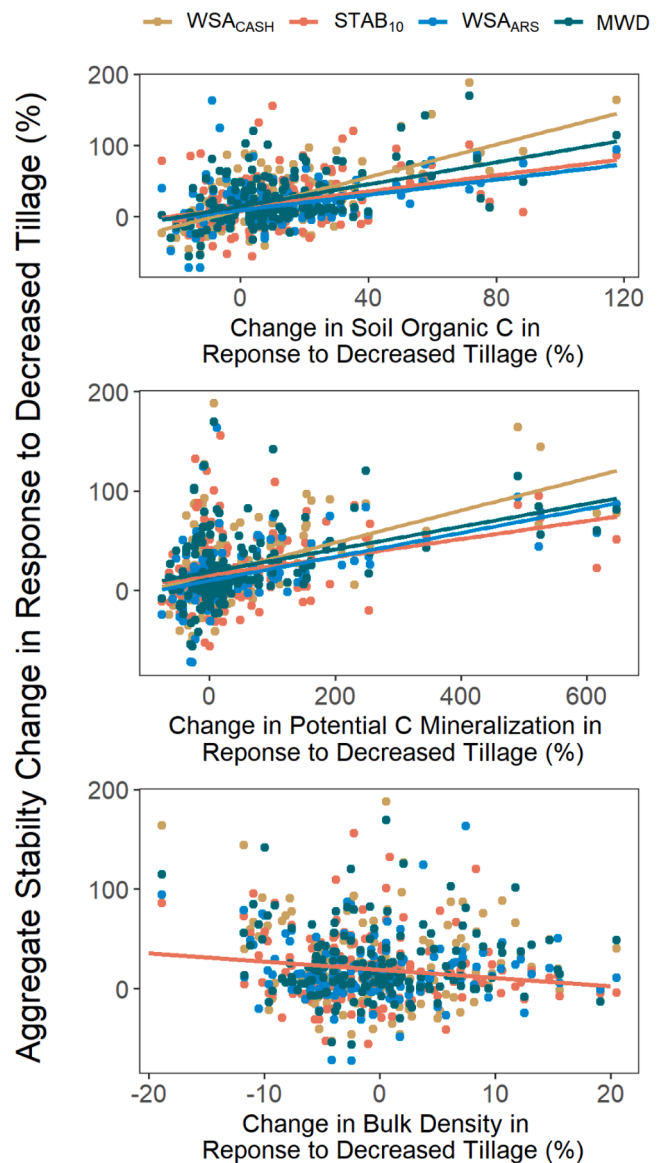 WSACASH STAB10 WSAARS MWD
Aggregate Stabilty Change in Response to Decreased Tillage (%)
200
100
0
0 40 80 120
Change in Soil Organic C in
Reponse to Decreased Tillage (%)
200
100
0
0 200 400 600
Change in Potential C Mineralization in
Reponse to Decreased Tillage (%)
200
100
0
-20 -10 0 10 20
Change in Bulk Density in
Reponse to Decreased Tillage (%)